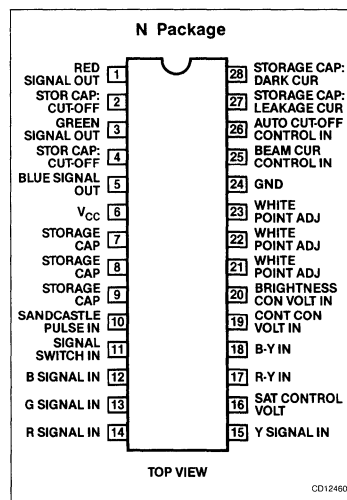 N Package
RED
SIGNAL OUT 1
STOR CAP:
CUT-OFF 2
GREEN
SIGNAL OUT 3
STOR CAP:
CUT-OFF 4
BLUE SIGNAL
OUT 5
VCC 6
STORAGE
CAP 7
STORAGE
CAP 8
STORAGE
CAP 9
SANDCASTLE
PULSE IN 10
SIGNAL
SWITCH IN 11
B SIGNAL IN 12
G SIGNAL IN 13
R SIGNAL IN 14
28 STORAGE CAP:
DARK CUR
27 STORAGE CAP:
LEAKAGE CUR
26 AUTO CUT-OFF
CONTROL IN
25 BEAM CUR
CONTROL IN
24 GND
23 WHITE
POINT ADJ
22 WHITE
POINT ADJ
21 WHITE
POINT ADJ
20 BRIGHTNESS
CON VOLT IN
19 CONT CON
VOLT IN
18 B-Y IN
17 R-Y IN
16 SAT CONTROL
VOLT
15 Y SIGNAL IN
TOP VIEW
CD12460